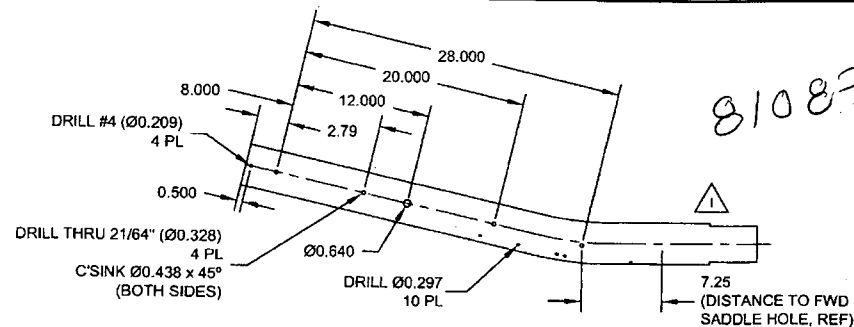 28.000
20.000
8.000
12.000
2.79
DRILL #4 (Ø0.209)
4 PL
0.500
DRILL THRU 21/64" (Ø0.328)
4 PL
C'SINK Ø0.438 x 45º
(BOTH SIDES)
Ø0.640
DRILL Ø0.297
10 PL
1
7.25
(DISTANCE TO FWD
SADDLE HOLE, REF)